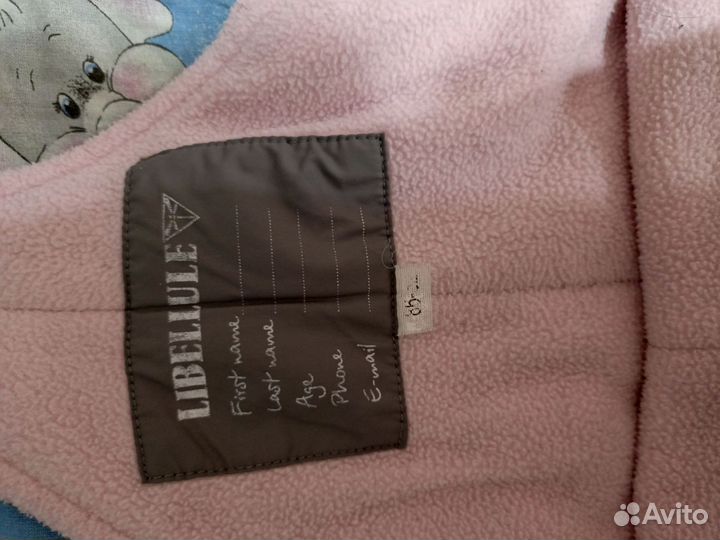 LIBELLULE
First name
Last name
Age
Phone
E-mail
Avito